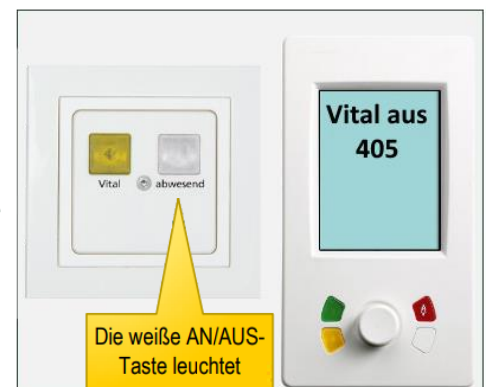 Vital aus
405
Vital abwesend
Die weiße AN/AUS-
Taste leuchtet